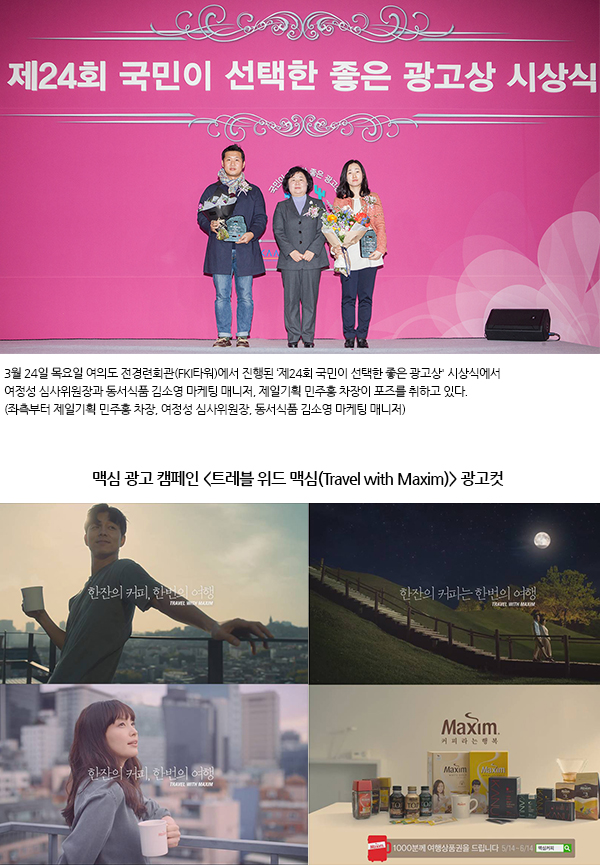 제24회 국민이 선택한 좋은 광고상 시상식
3월 24일 목요일 여의도 전경련회관(FKI타워)에서 진행된 '제24회 국민이 선택한 좋은 광고상' 시상식에서
여정성 심사위원장과 동서식품 김소영 마케팅 매니저, 제일기획 민주홍 차장이 포즈를 취하고 있다.
(좌측부터 제일기획 민주홍 차장, 여정성 심사위원장, 동서식품 김소영 마케팅 매니저)
맥심 광고 캠페인 <트레블 위드 맥심(Travel with Maxim)> 광고컷
한잔의 커피, 한번의 여행
TRAVEL WITH MAXIM
한잔의 커피는 한번의 여행
TRAVEL WITH MAXIM
한잔의 커피, 한번의 여행
TRAVEL WITH MAXIM
Maxim
커피라는 행복
Maxim
Maxim
1000분께 여행상품권을 드립니다 5/14 - 6/14 맥심커피